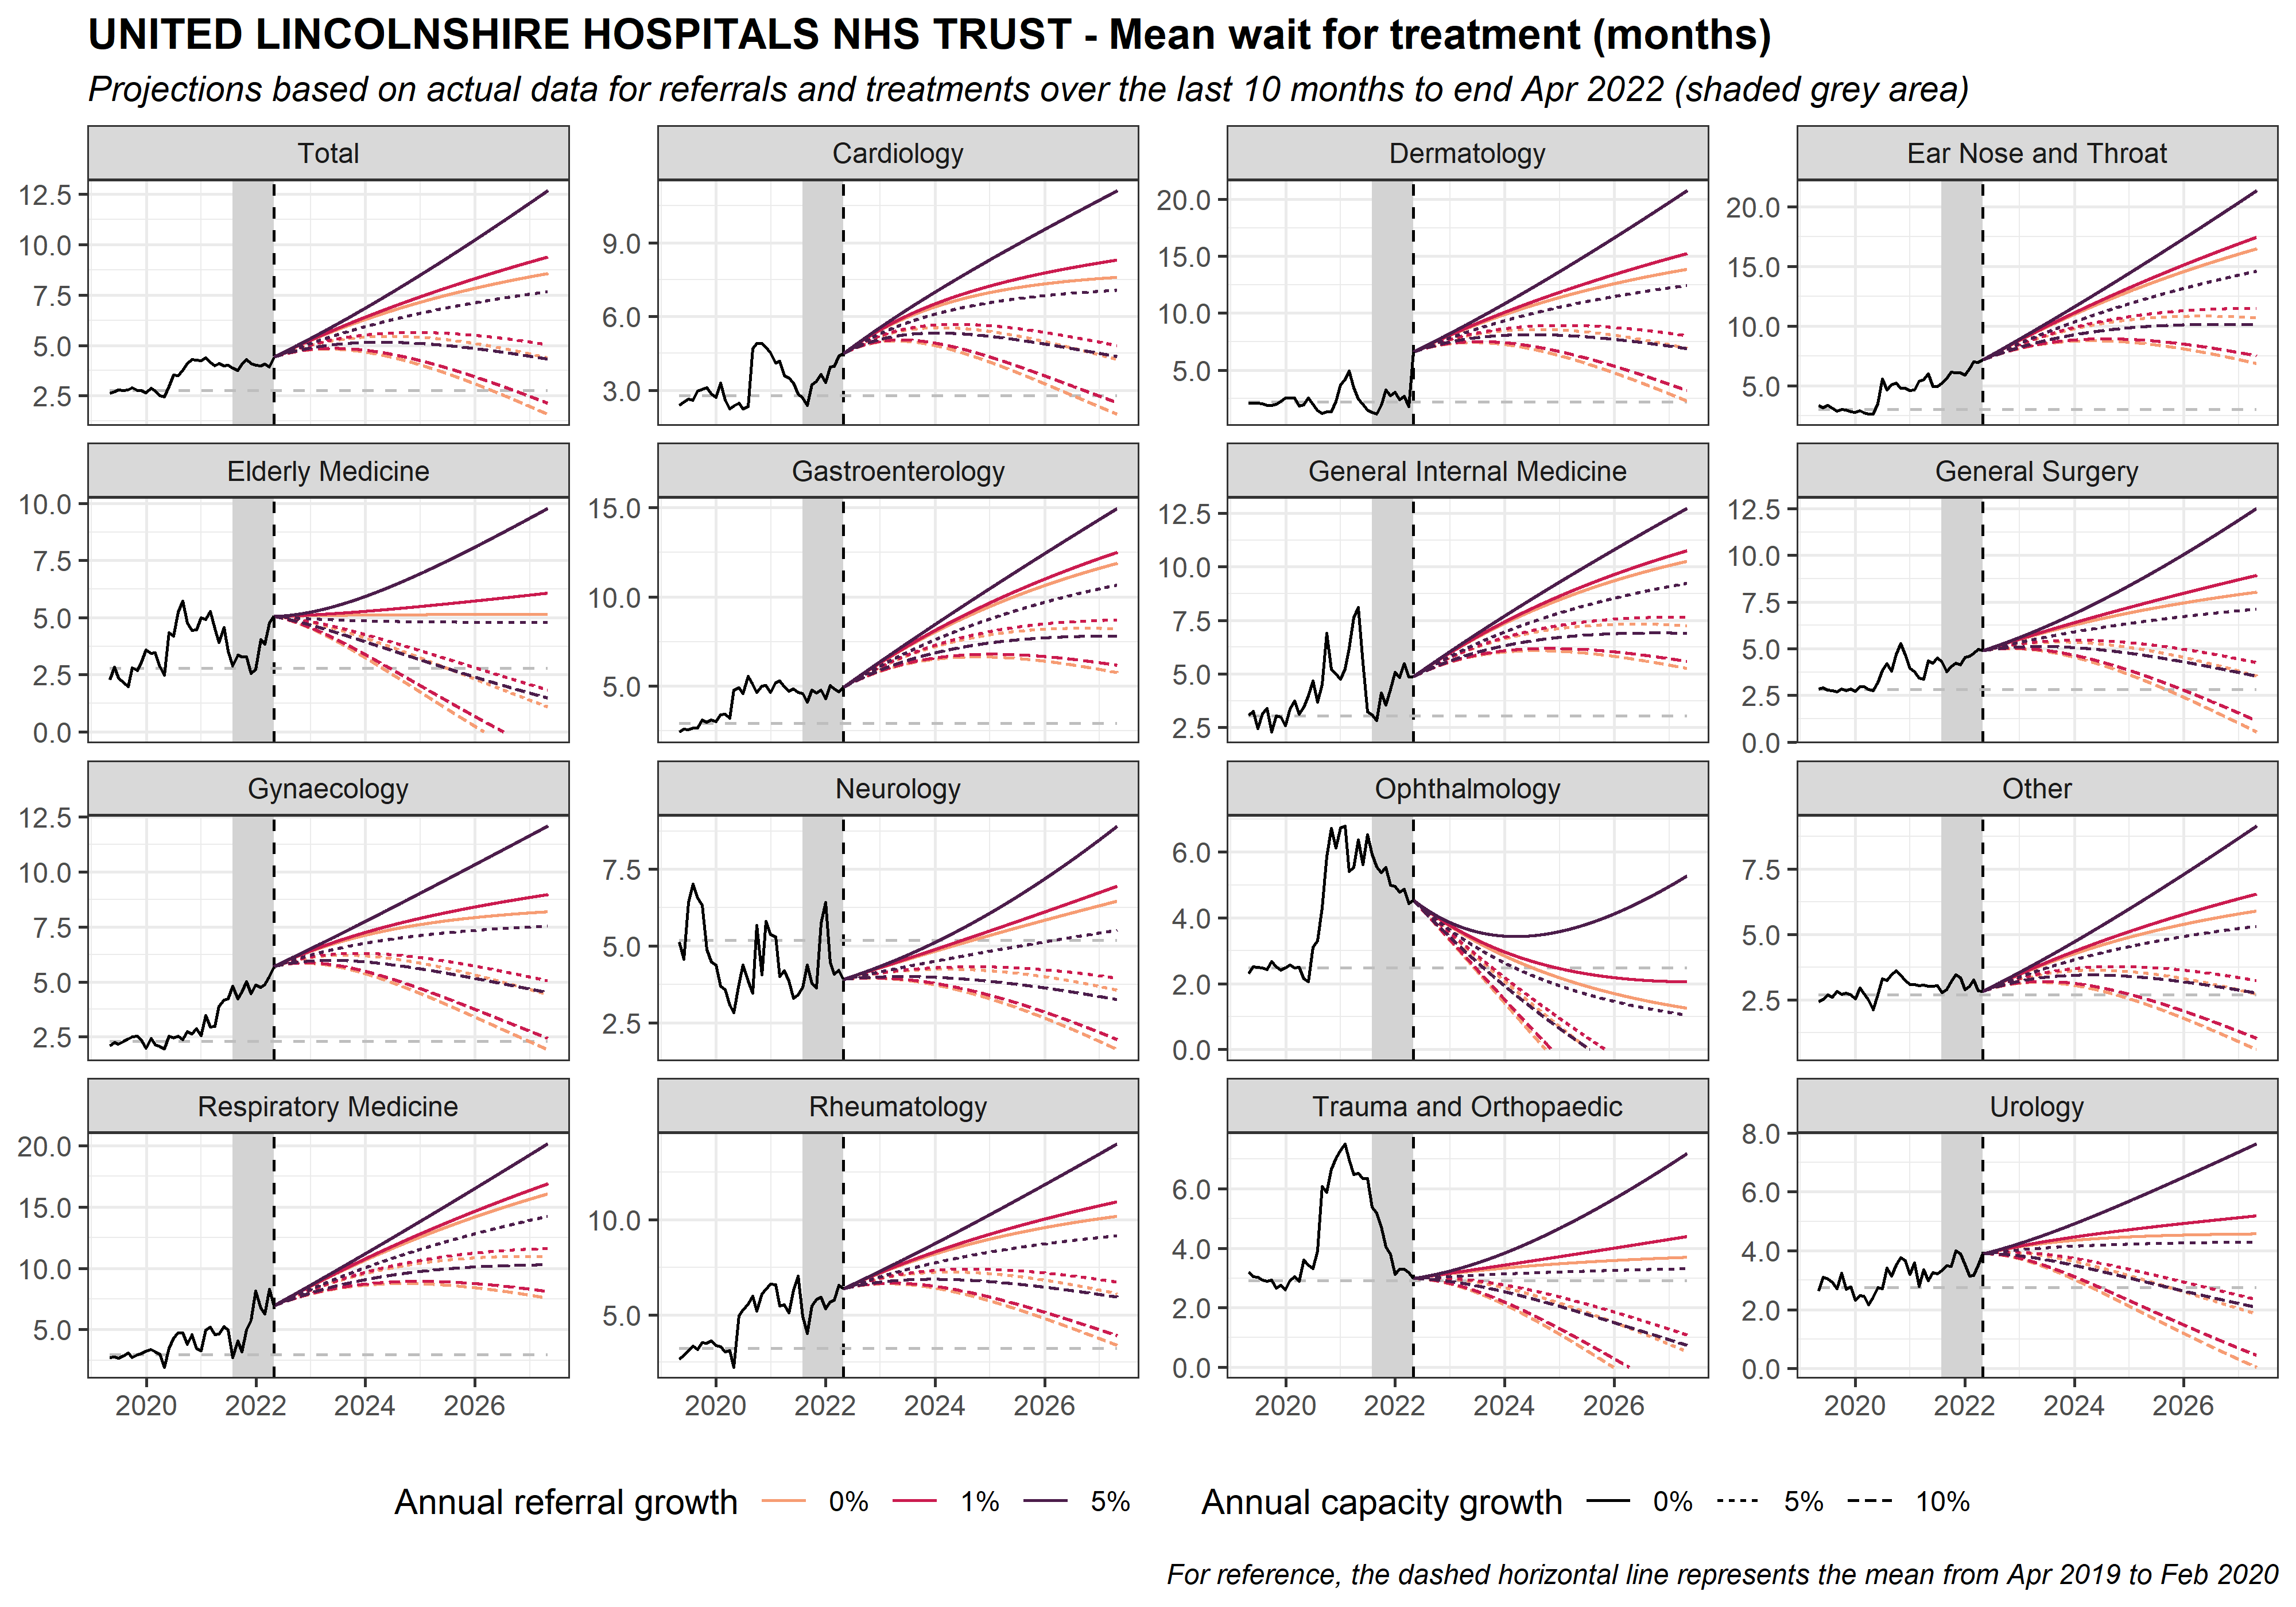 UNITED LINCOLNSHIRE HOSPITALS NHS TRUST - Mean wait for treatment (months)
Projections based on actual data for referrals and treatments over the last 10 months to end Apr 2022 (shaded grey area)
Total
12.5
10.0
7.5
5.0
2.5
Cardiology
9.0
6.0
3.0
Dermatology
20.0
15.0
10.0
5.0
Ear Nose and Throat
20.0
15.0
10.0
5.0
Elderly Medicine
10.0
7.5
5.0
2.5
0.0
Gastroenterology
15.0
10.0
5.0
General Internal Medicine
12.5
10.0
7.5
5.0
2.5
General Surgery
12.5
10.0
7.5
5.0
2.5
0.0
Gynaecology
12.5
10.0
7.5
5.0
2.5
Neurology
7.5
5.0
2.5
Ophthalmology
6.0
4.0
2.0
0.0
Other
7.5
5.0
2.5
Respiratory Medicine
20.0
15.0
10.0
5.0
2020 2022 2024 2026
Rheumatology
10.0
5.0
2020 2022 2024 2026
Trauma and Orthopaedic
6.0
4.0
2.0
0.0
2020 2022 2024 2026
Urology
8.0
6.0
4.0
2.0
0.0
2020 2022 2024 2026
Annual referral growth 0% 1% 5% Annual capacity growth 0% 5% 10%
For reference, the dashed horizontal line represents the mean from Apr 2019 to Feb 2020